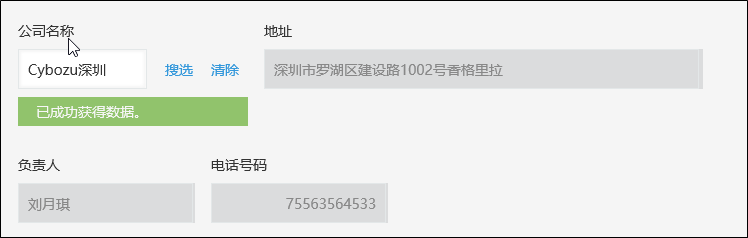 公司名称 地址
Cybozu深圳 搜选 清除 深圳市罗湖区建设路1002号香格里拉
已成功获得数据。
负责人 电话号码
刘月琪 75563564533